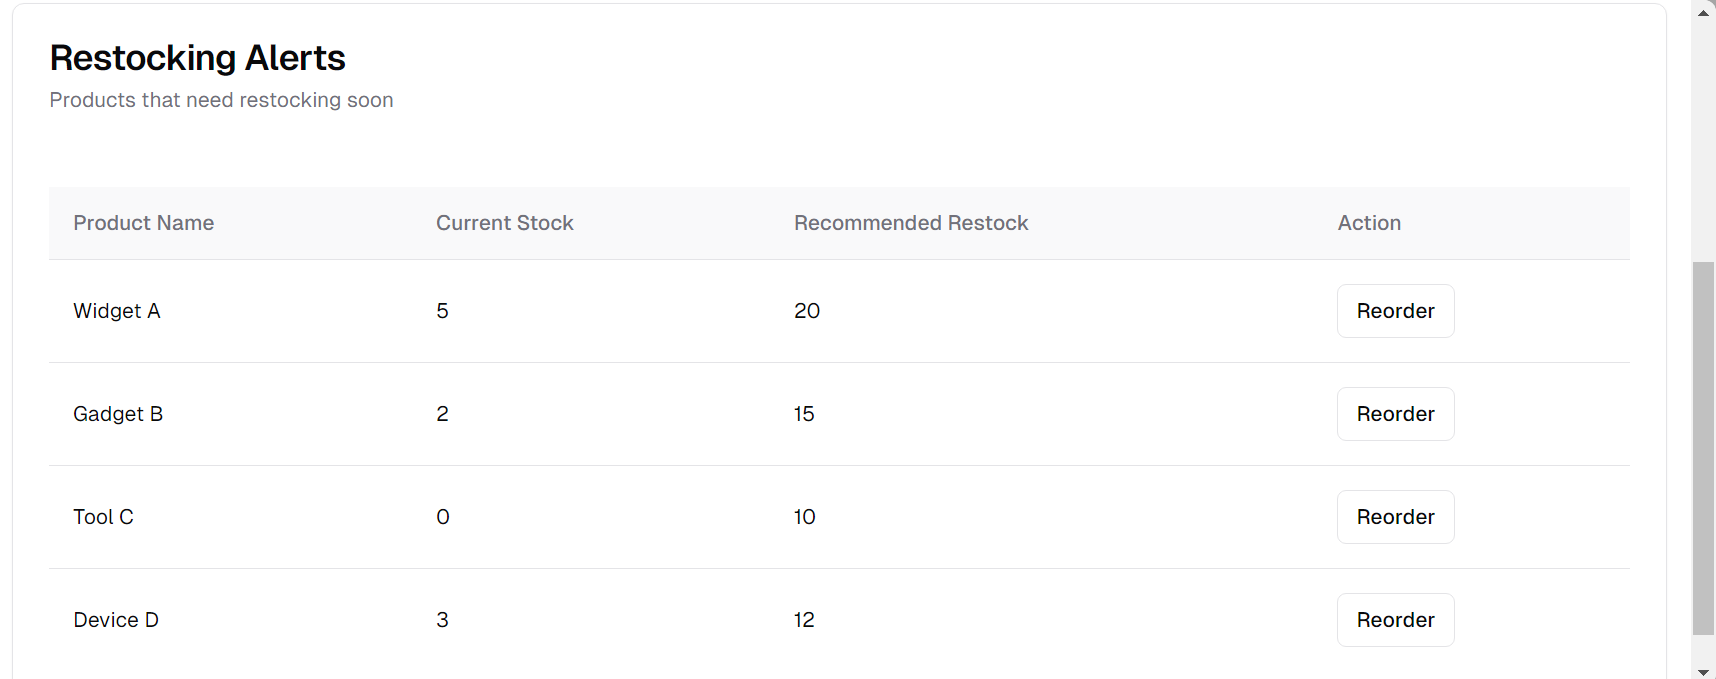 Restocking Alerts
Products that need restocking soon
Product Name Current Stock Recommended Restock Action
Widget A 5 20 Reorder
Gadget B 2 15 Reorder
Tool C 0 10 Reorder
Device D 3 12 Reorder